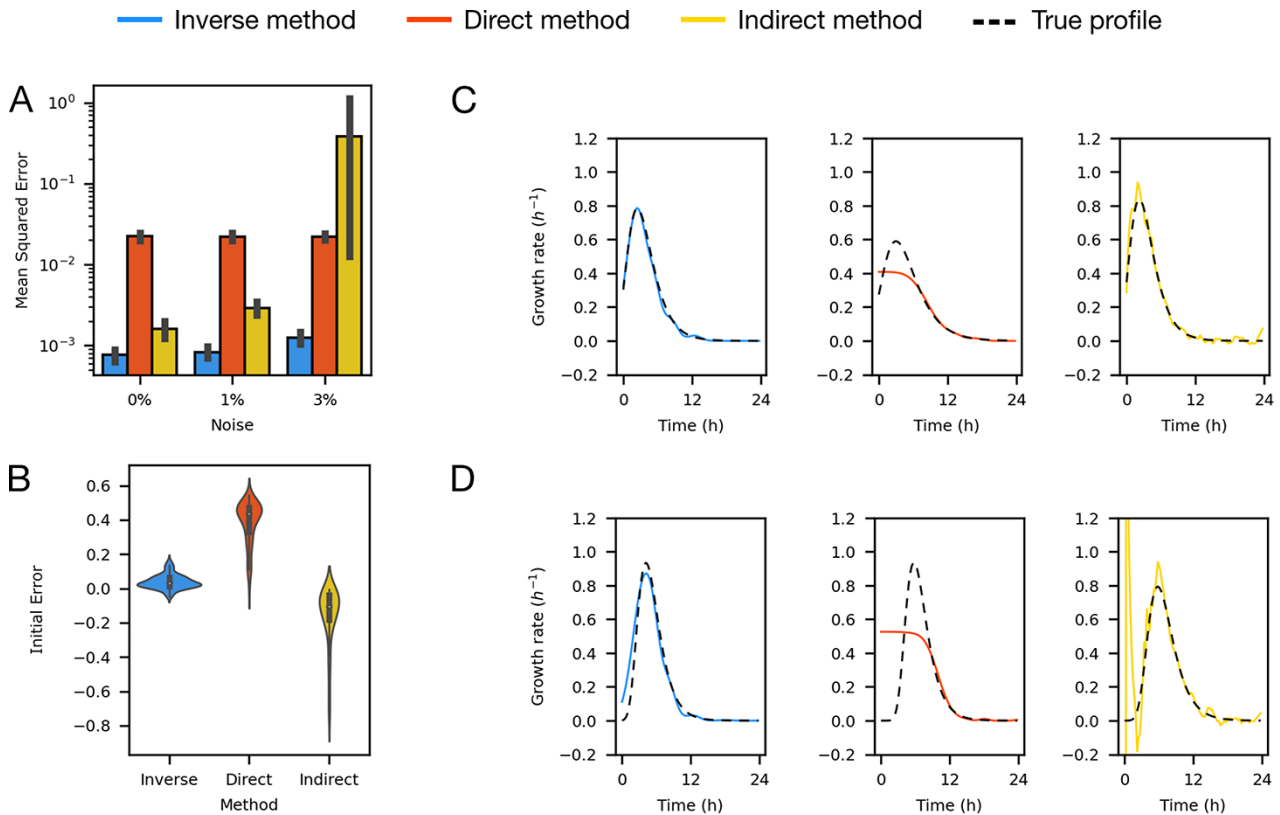 Inverse method Direct method Indirect method True profile
A
Mean Squared Error
10⁰
10⁻¹
10⁻²
10⁻³
0% 1% 3%
Noise
C
Growth rate (h⁻¹)
1.2
1.0
0.8
0.6
0.4
0.2
0.0
−0.2
0 12 24
Time (h)
1.2
1.0
0.8
0.6
0.4
0.2
0.0
−0.2
0 12 24
Time (h)
1.2
1.0
0.8
0.6
0.4
0.2
0.0
−0.2
0 12 24
Time (h)
B
Initial Error
0.6
0.4
0.2
0.0
−0.2
−0.4
−0.6
−0.8
Inverse Direct Indirect
Method
D
Growth rate (h⁻¹)
1.2
1.0
0.8
0.6
0.4
0.2
0.0
−0.2
0 12 24
Time (h)
1.2
1.0
0.8
0.6
0.4
0.2
0.0
−0.2
0 12 24
Time (h)
1.2
1.0
0.8
0.6
0.4
0.2
0.0
−0.2
0 12 24
Time (h)